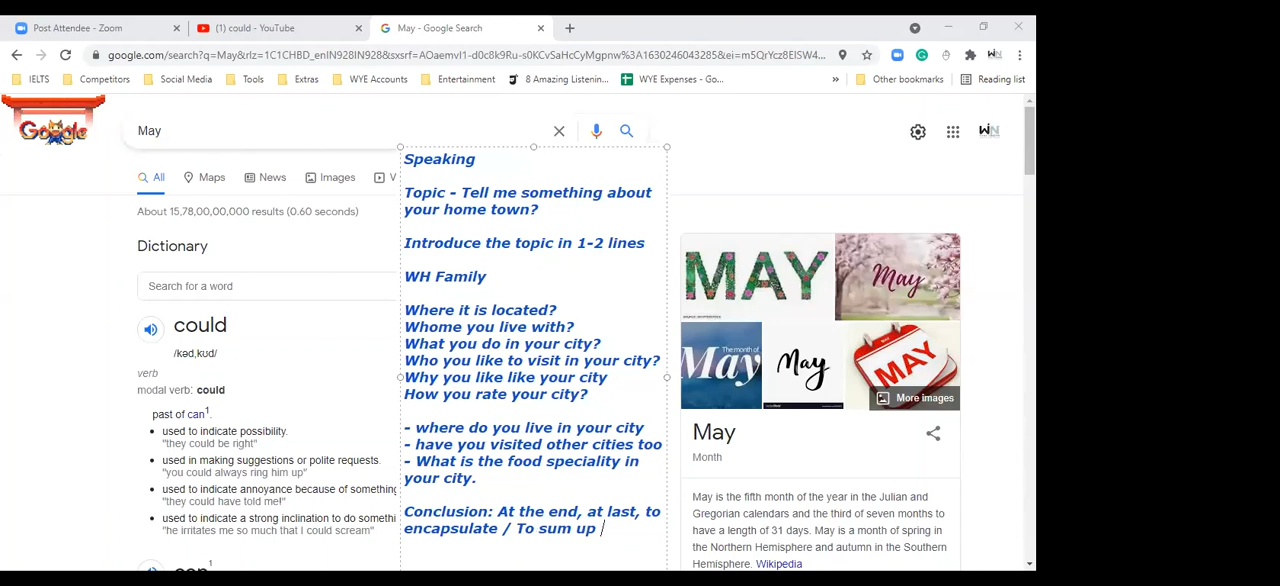 Post Attendee - Zoom
(1) could - YouTube
May - Google Search
google.com/search?q=May&rlz=1C1CHBD_enIN928IN928&sxsrf=AOaemvI1-d0c8k9Ru-s0KCvSaHcCyMgpnw%3A1630246043285&ei=m5QrYcz8EISW4...
IELTS
Competitors
Social Media
Tools
Extras
WYE Accounts
Entertainment
8 Amazing Listenin...
WYE Expenses - Go...
»
Other bookmarks
Reading list
Google
May
WIN
All
Maps
News
Images
V
About 15,78,00,00,000 results (0.60 seconds)
Dictionary
Search for a word
could
/kəd,kʊd/
verb
modal verb: could
past of can¹.
• used to indicate possibility.
"they could be right"
• used in making suggestions or polite requests.
"you could always ring him up"
• used to indicate annoyance because of something
"they could have told me!"
• used to indicate a strong inclination to do somethi
"he irritates me so much that I could scream"
Speaking
Topic - Tell me something about
your home town?
Introduce the topic in 1-2 lines
WH Family
Where it is located?
Whome you live with?
What you do in your city?
Who you like to visit in your city?
Why you like like your city
How you rate your city?
- where do you live in your city
- have you visited other cities too
- What is the food speciality in
your city.
Conclusion: At the end, at last, to
encapsulate / To sum up /
MAY
May
The month of
May
May
MAY
More images
May
Month
May is the fifth month of the year in the Julian and
Gregorian calendars and the third of seven months to
have a length of 31 days. May is a month of spring in
the Northern Hemisphere and autumn in the Southern
Hemisphere. Wikipedia